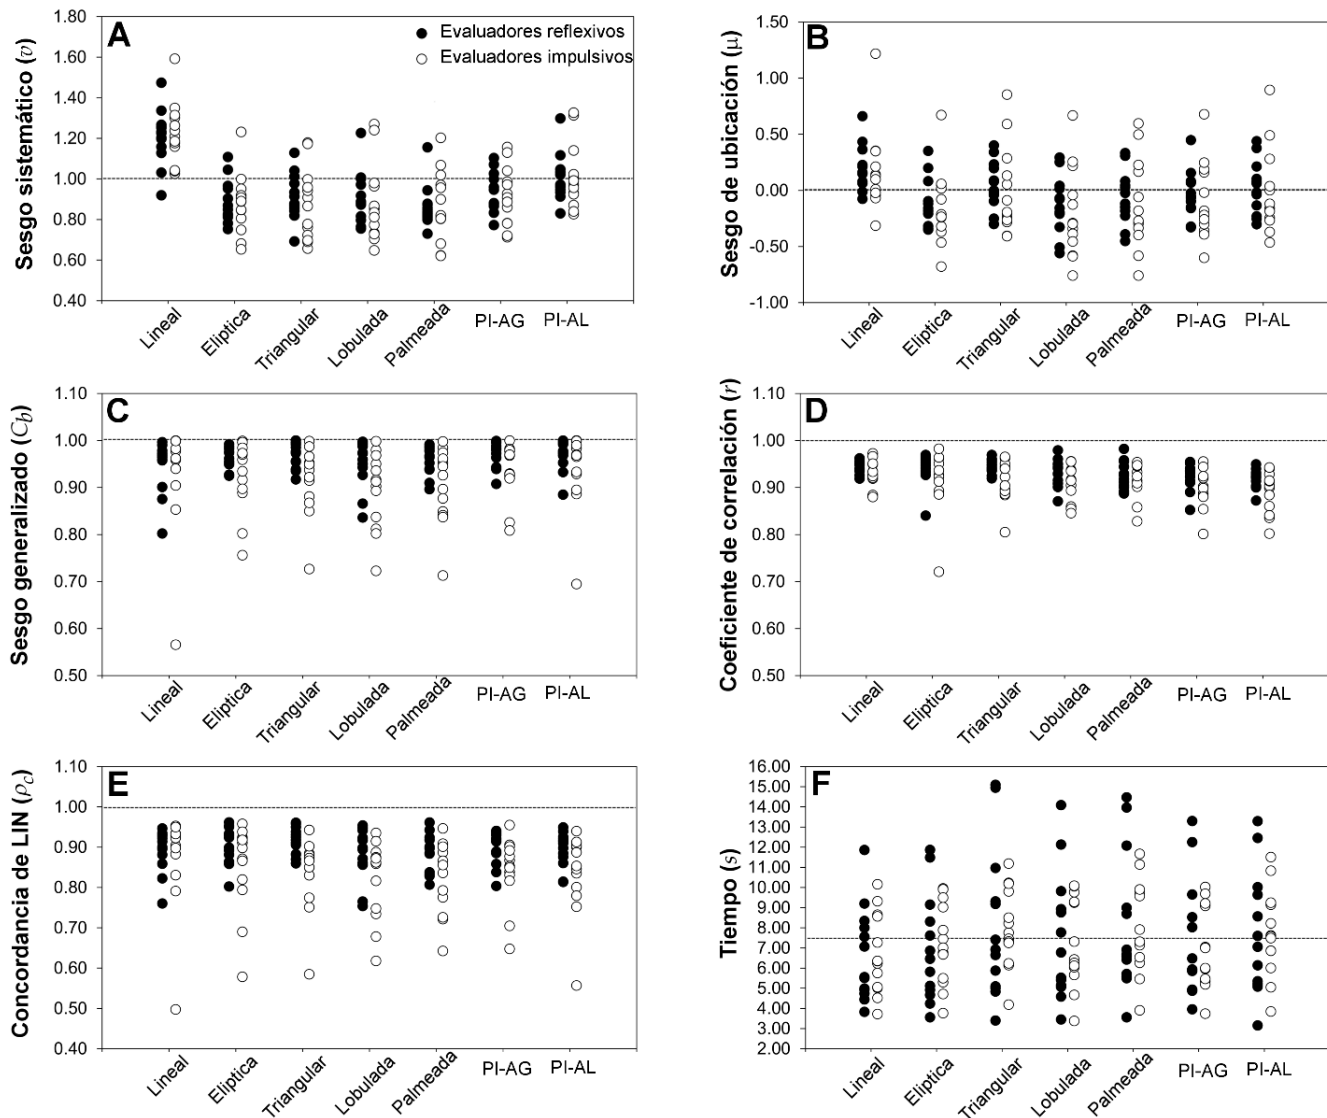 A
Evaluadores reflexivos
Evaluadores impulsivos
Sesgo sistemático (v)
1.80
1.60
1.40
1.20
1.00
0.80
0.60
0.40
Lineal
Eliptica
Triangular
Lobulada
Palmeada
PI-AG
PI-AL
B
Sesgo de ubicación (μ)
1.50
1.00
0.50
0.00
-0.50
-1.00
Lineal
Eliptica
Triangular
Lobulada
Palmeada
PI-AG
PI-AL
C
Sesgo generalizado (Cb)
1.10
1.00
0.90
0.80
0.70
0.60
0.50
Lineal
Eliptica
Triangular
Lobulada
Palmeada
PI-AG
PI-AL
D
Coeficiente de correlación (r)
1.10
1.00
0.90
0.80
0.70
0.60
0.50
Lineal
Eliptica
Triangular
Lobulada
Palmeada
PI-AG
PI-AL
E
Concordancia de LIN (ρc)
1.10
1.00
0.90
0.80
0.70
0.60
0.50
0.40
Lineal
Eliptica
Triangular
Lobulada
Palmeada
PI-AG
PI-AL
F
Tiempo (s)
16.00
15.00
14.00
13.00
12.00
11.00
10.00
9.00
8.00
7.00
6.00
5.00
4.00
3.00
2.00
Lineal
Eliptica
Triangular
Lobulada
Palmeada
PI-AG
PI-AL